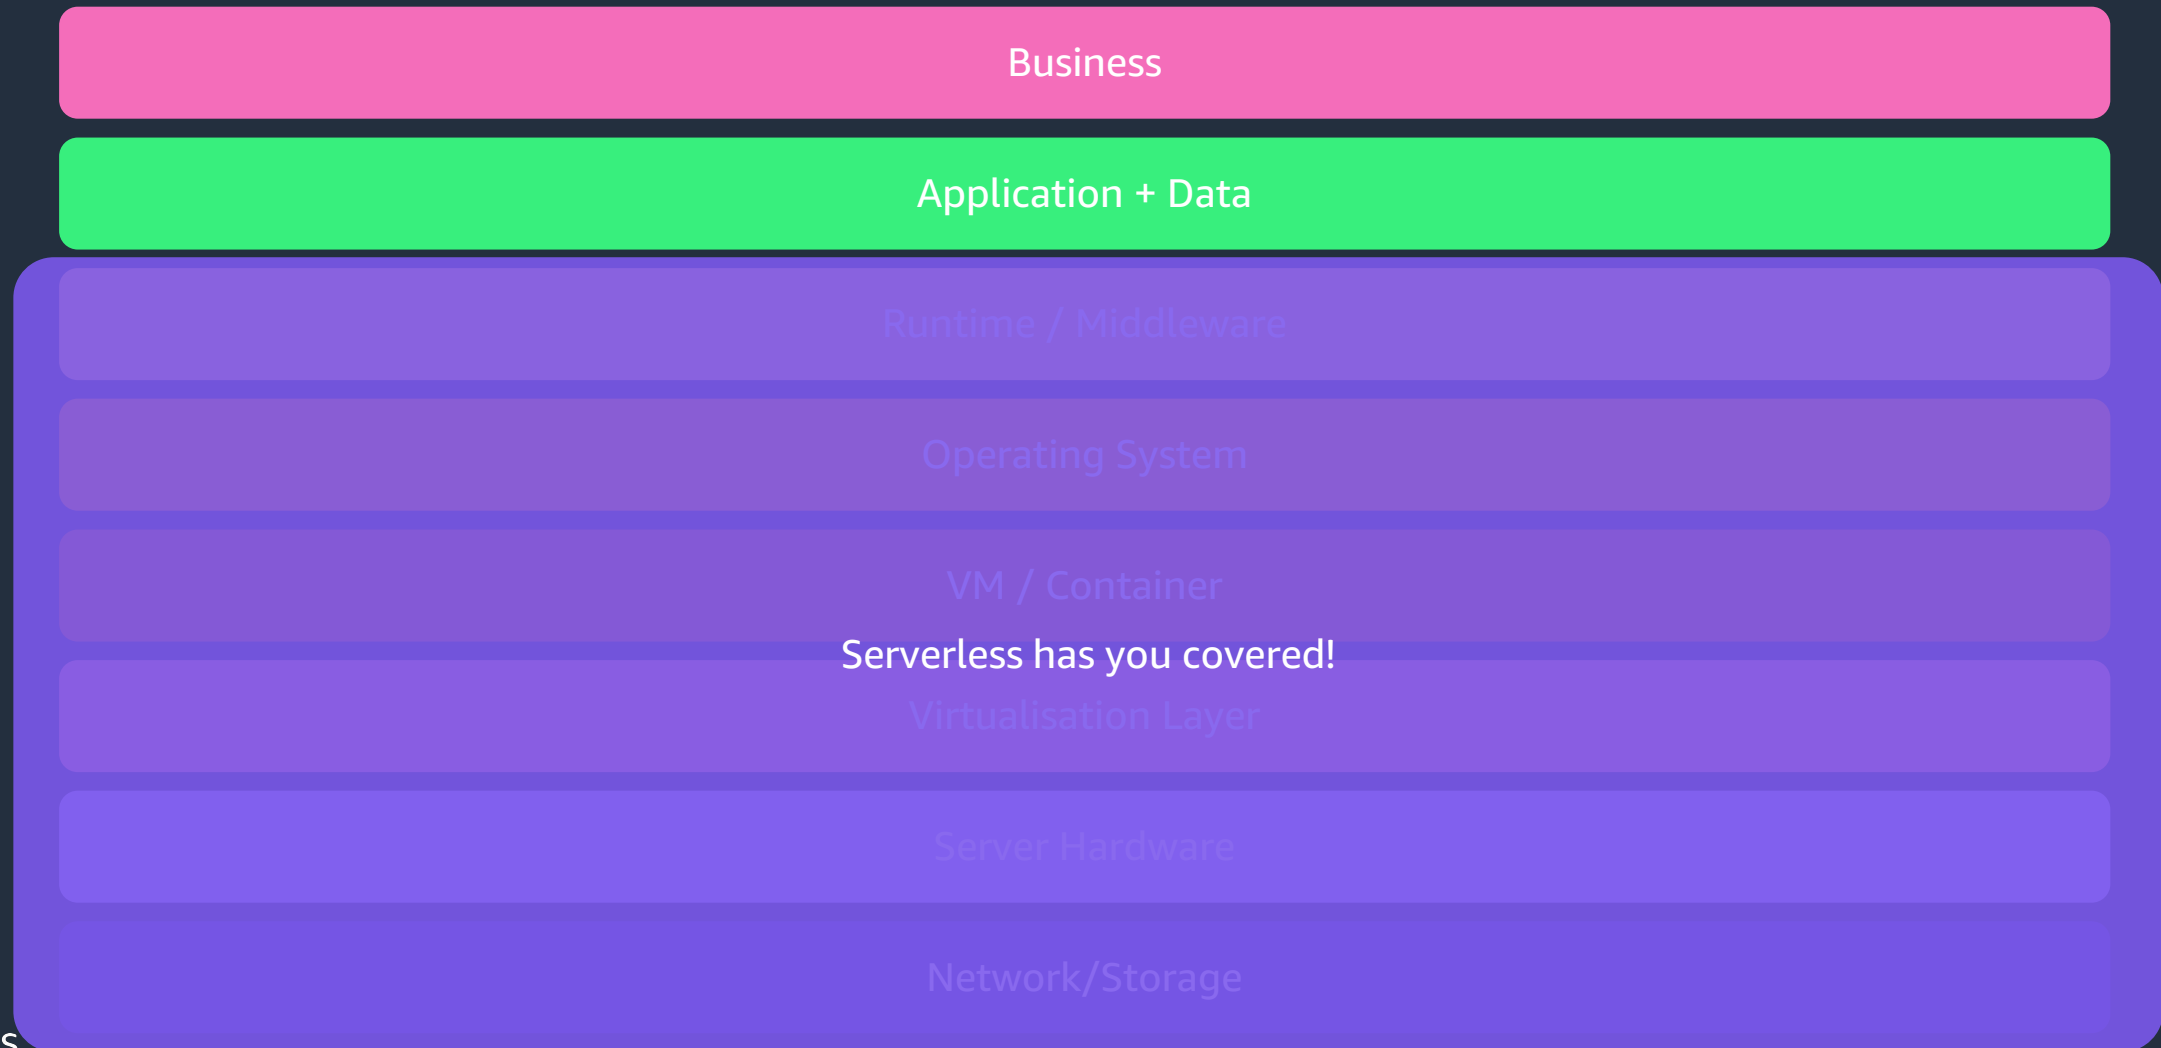 Business
Application + Data
Runtime / Middleware
Operating System
VM / Container
Serverless has you covered!
Virtualisation Layer
Server Hardware
Network/Storage
s